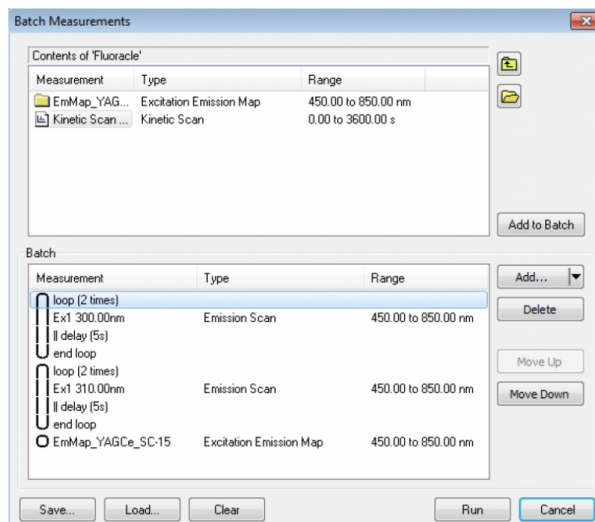 Batch Measurements
Contents of 'Fluoracle'
Measurement Type Range
EmMap_YAG... Excitation Emission Map 450.00 to 850.00 nm
Kinetic Scan ... Kinetic Scan 0.00 to 3600.00 s
Add to Batch
Batch
Measurement Type Range
Add...
loop (2 times)
Ex1 300.00nm Emission Scan 450.00 to 850.00 nm
Delete
|| delay (5s)
end loop
Move Up
loop (2 times)
Ex1 310.00nm Emission Scan 450.00 to 850.00 nm
Move Down
|| delay (5s)
end loop
EmMap_YAGCe_SC-15 Excitation Emission Map 450.00 to 850.00 nm
Save... Load... Clear Run Cancel